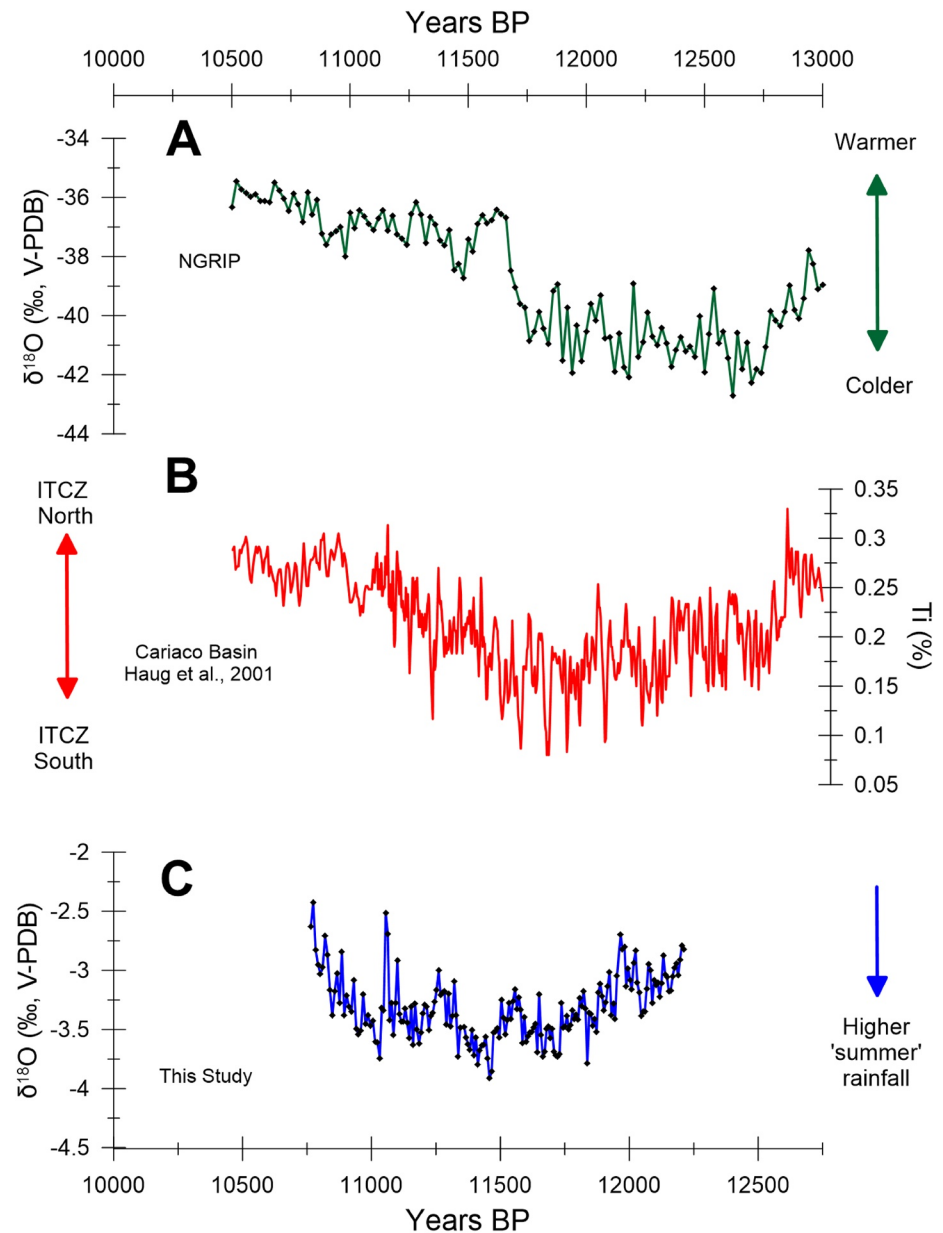 Years BP
10000 10500 11000 11500 12000 12500 13000
A
-34
-36
-38
-40
-42
-44
δ18O (‰, V-PDB)
NGRIP
Warmer
Colder
B
ITCZ
North
ITCZ
South
Cariaco Basin
Haug et al., 2001
0.35
0.3
0.25
0.2
0.15
0.1
0.05
Ti (%)
C
-2
-2.5
-3
-3.5
-4
-4.5
δ18O (‰, V-PDB)
This Study
Higher
'summer'
rainfall
10000 10500 11000 11500 12000 12500
Years BP